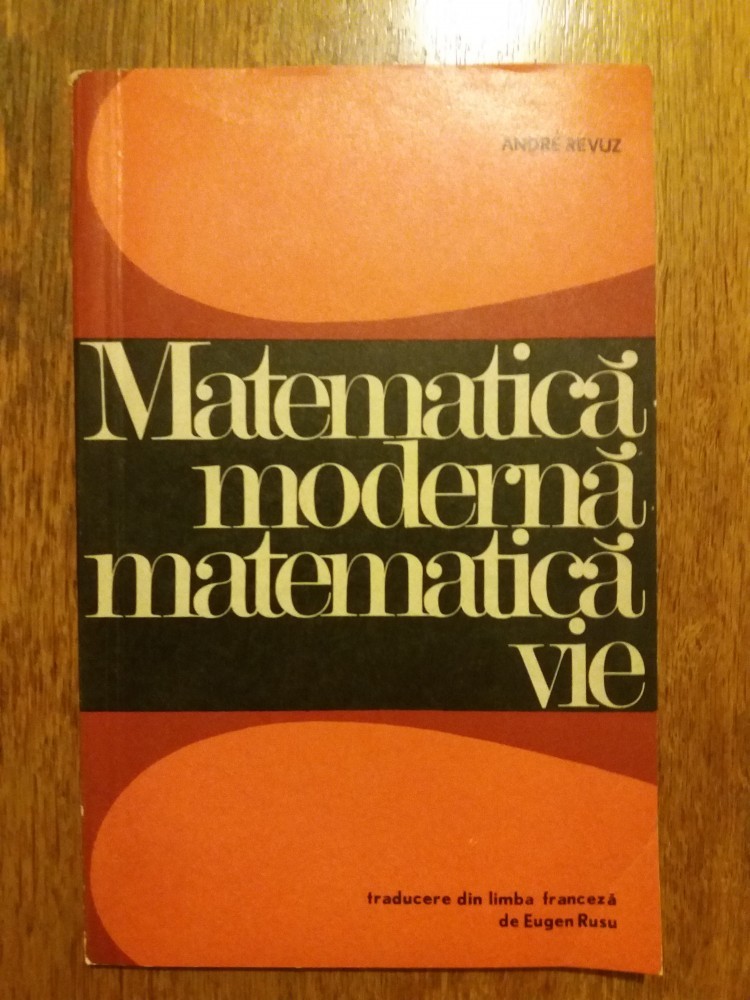 ANDRÉ REVUZ
Matematică
modernă
matematică
vie
traducere din limba franceză
de Eugen Rusu